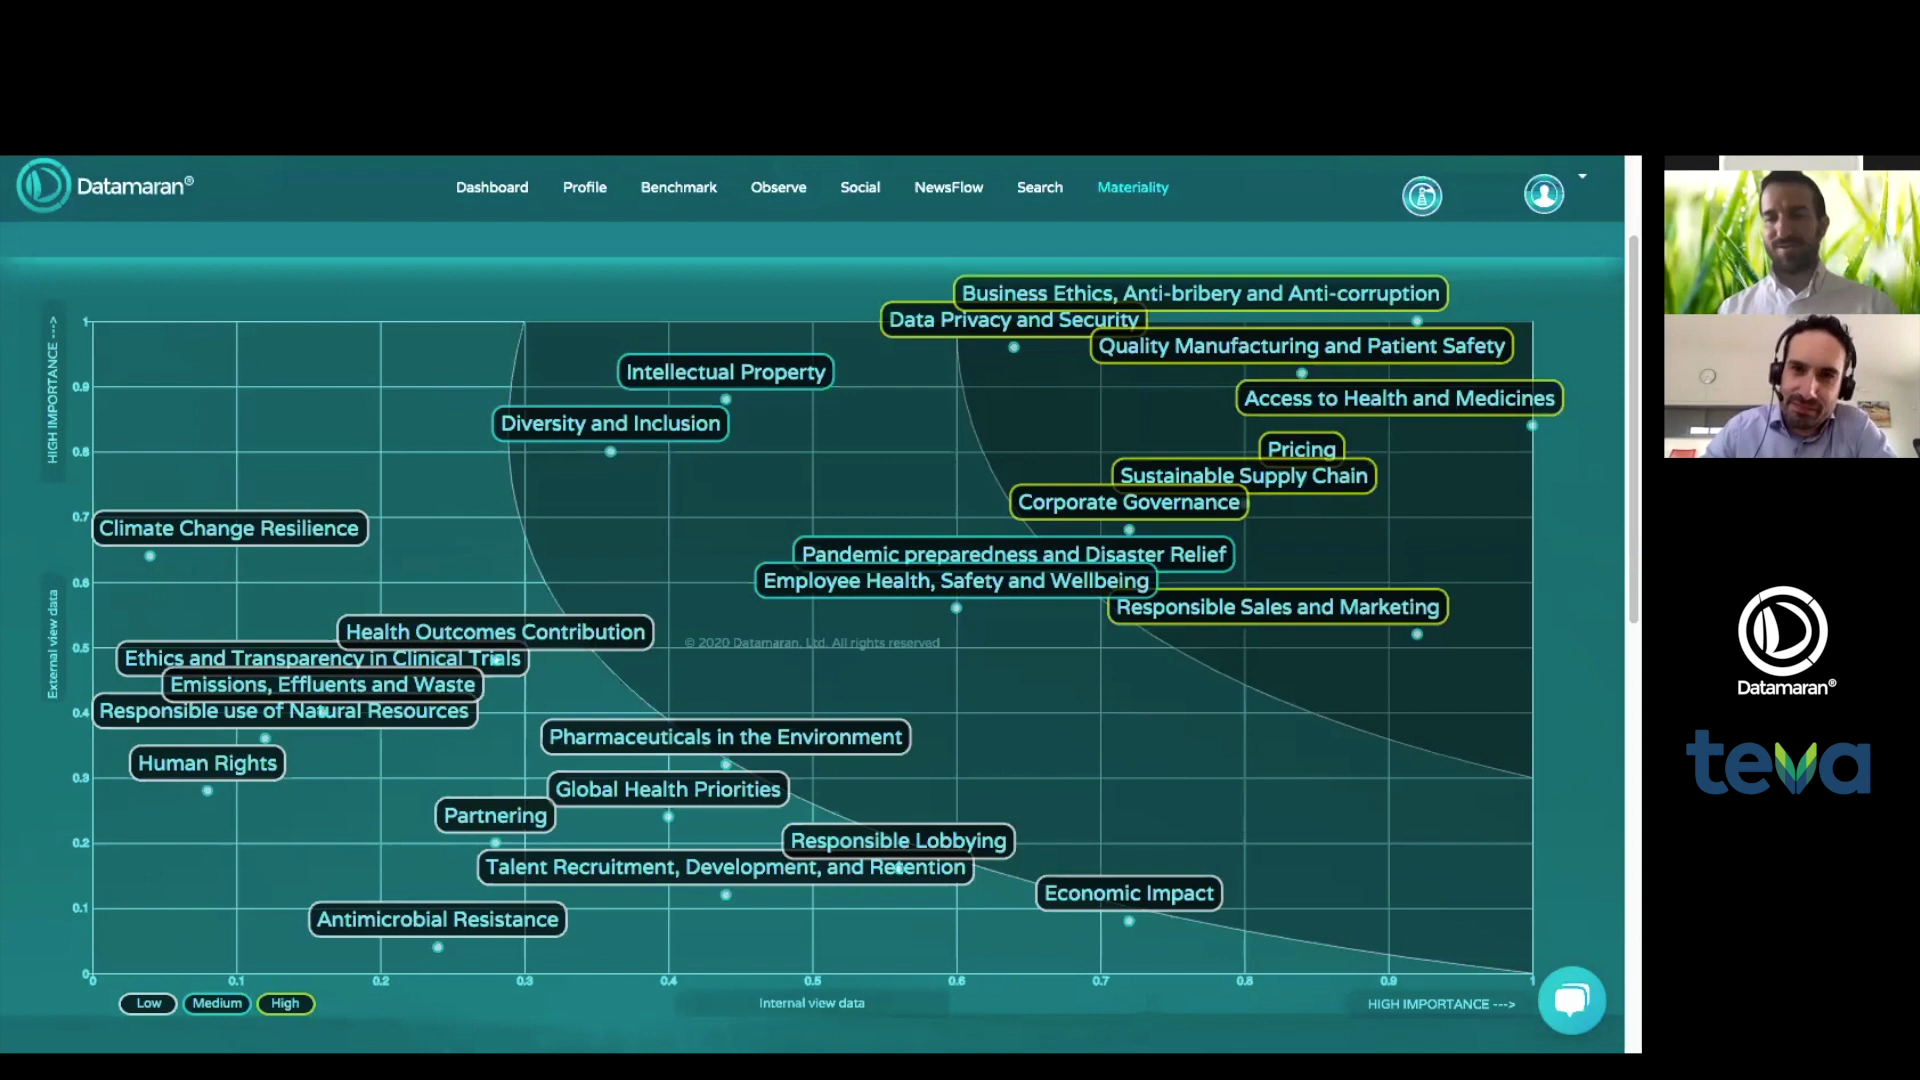 Datamaran®
Dashboard
Profile
Benchmark
Observe
Social
NewsFlow
Search
Materiality
Business Ethics, Anti-bribery and Anti-corruption
Data Privacy and Security
Quality Manufacturing and Patient Safety
Intellectual Property
Access to Health and Medicines
Diversity and Inclusion
Pricing
Sustainable Supply Chain
Corporate Governance
Climate Change Resilience
Pandemic preparedness and Disaster Relief
Employee Health, Safety and Wellbeing
Responsible Sales and Marketing
Health Outcomes Contribution
© 2020 Datamaran, Ltd. All rights reserved
Ethics and Transparency in Clinical Trials
Emissions, Effluents and Waste
Responsible use of Natural Resources
Pharmaceuticals in the Environment
Human Rights
Global Health Priorities
Partnering
Responsible Lobbying
Talent Recruitment, Development, and Retention
Economic Impact
Antimicrobial Resistance
HIGH IMPORTANCE --->
External view data
1
0.9
0.8
0.7
0.6
0.5
0.4
0.3
0.2
0.1
0
0
0.1
0.2
0.3
0.4
0.5
0.6
0.7
0.8
0.9
1
Low
Medium
High
Internal view data
HIGH IMPORTANCE --->
Datamaran®
teva